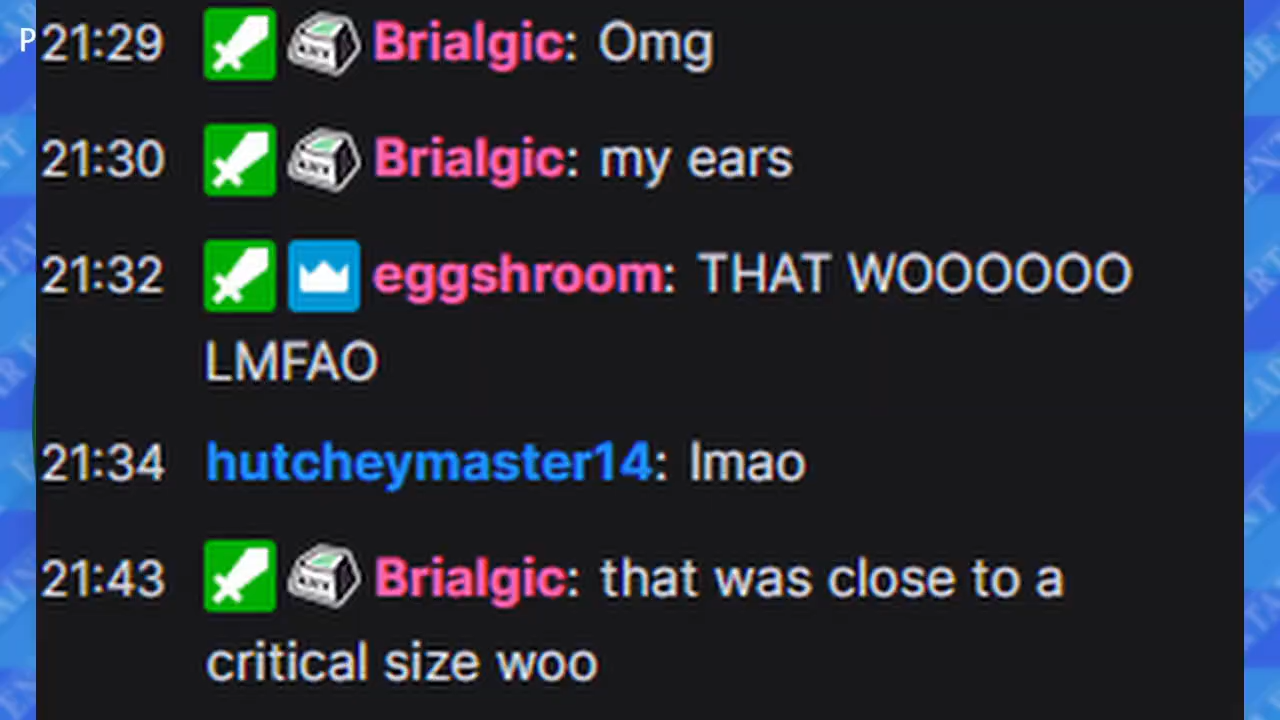 P
21:29 Brialgic: Omg
21:30 Brialgic: my ears
21:32 eggshroom: THAT WOOOOOO
LMFAO
21:34 hutcheymaster14: lmao
21:43 Brialgic: that was close to a
critical size woo